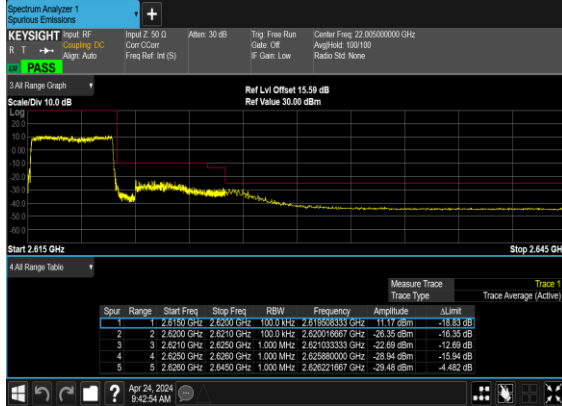 Spectrum Analyzer 1
Spurious Emissions
KEYSIGHT Input: RF Input Z: 50 Ω Atten: 30 dB Trig: Free Run Center Freq: 22.005000000 GHz
R T Coupling: DC Corr CCorr Gate: Off Avg|Hold: 100/100
Align: Auto Freq Ref: Int (S) IF Gain: Low Radio Std: None
PASS
3 All Range Graph
Ref Lvl Offset 15.59 dB
Scale/Div 10.0 dB Ref Value 30.00 dBm
Log
20.0
10.0
0.00
-10.0
-20.0
-30.0
-40.0
-50.0
-60.0
Start 2.615 GHz Stop 2.645 GH
4 All Range Table
Measure Trace Trace 1
Trace Type Trace Average (Active)
Spur Range Start Freq Stop Freq RBW Frequency Amplitude ΔLimit
1 1 2.6150 GHz 2.6200 GHz 100.0 kHz 2.619508333 GHz 11.17 dBm -18.83 dB
2 2 2.6200 GHz 2.6210 GHz 100.0 kHz 2.620016667 GHz -26.35 dBm -16.35 dB
3 3 2.6210 GHz 2.6250 GHz 1.000 MHz 2.621033333 GHz -22.69 dBm -12.69 dB
4 4 2.6250 GHz 2.6260 GHz 1.000 MHz 2.625880000 GHz -28.94 dBm -15.94 dB
5 5 2.6260 GHz 2.6450 GHz 1.000 MHz 2.626221667 GHz -29.48 dBm -4.482 dB
? Apr 24, 2024
9:42:54 AM